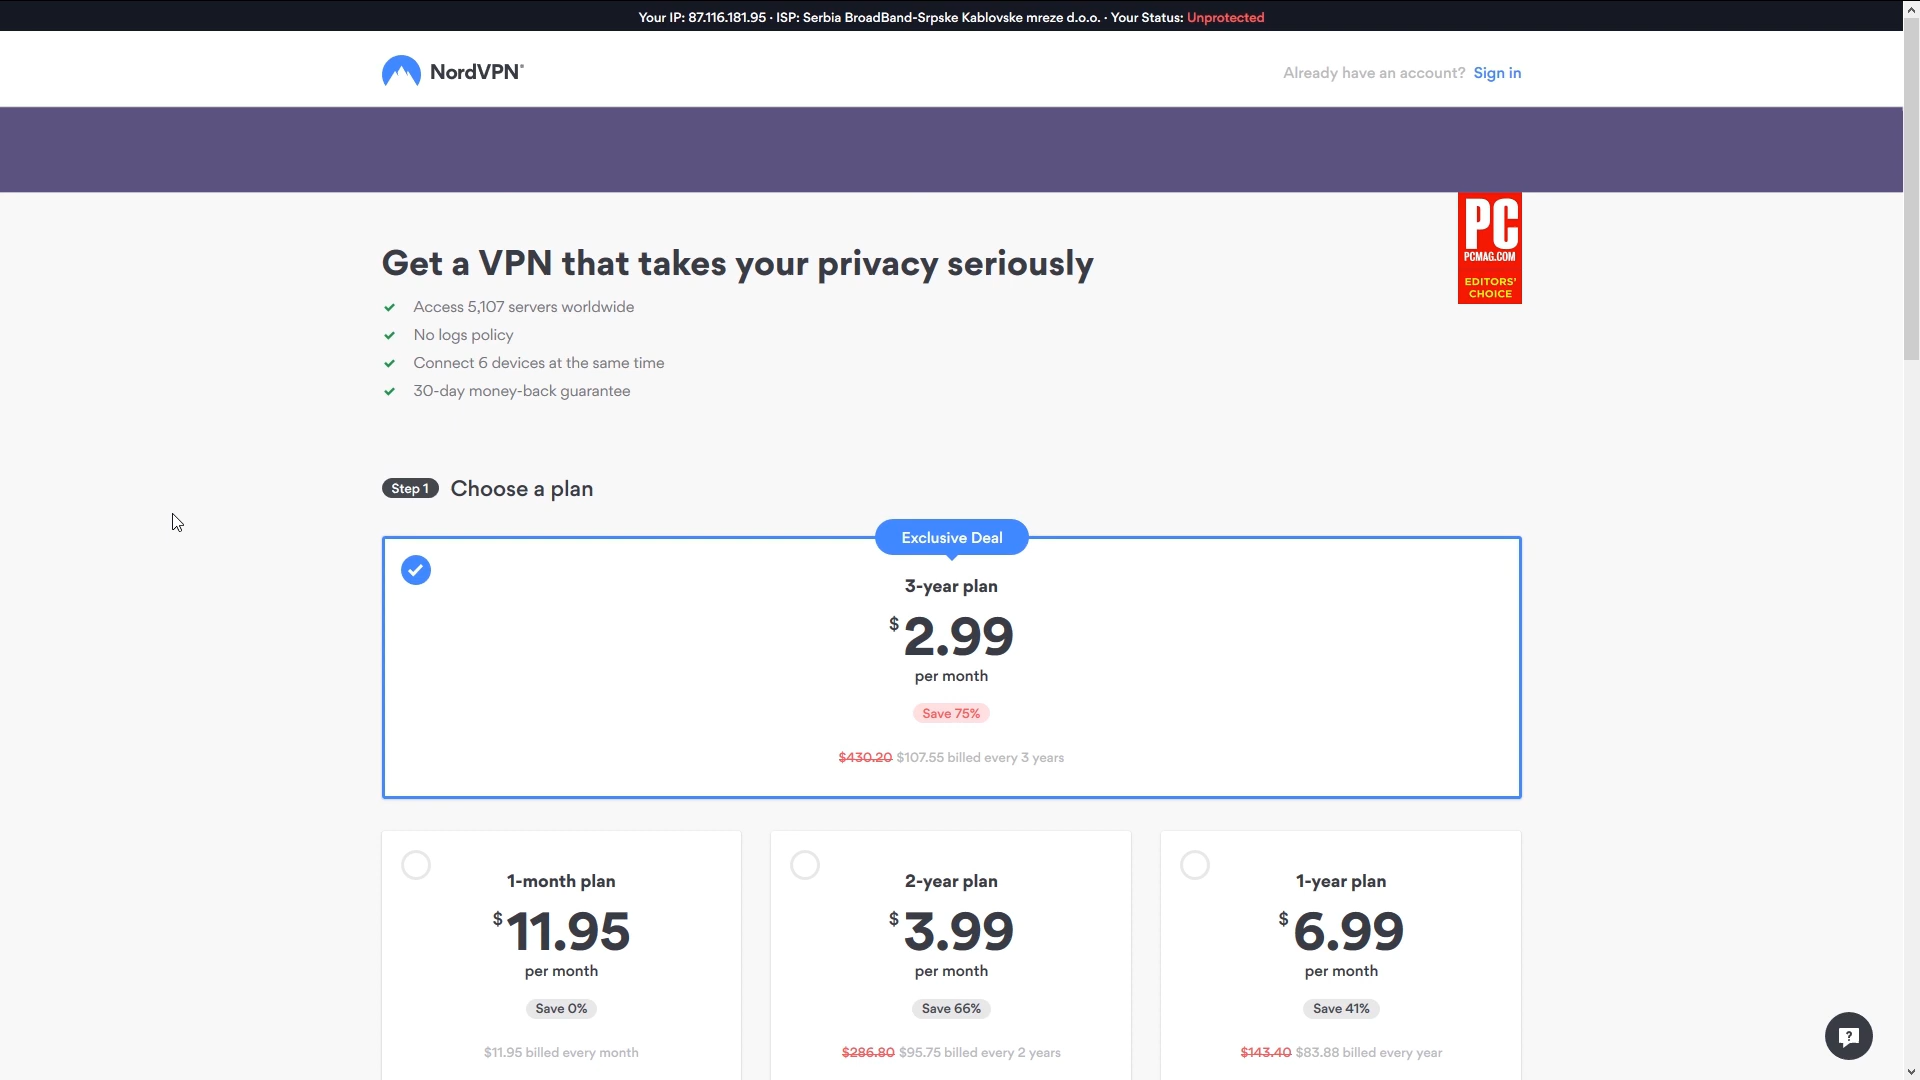 Your IP: 87.116.181.95 · ISP: Serbia BroadBand-Srpske Kablovske mreze d.o.o. · Your Status: Unprotected
NordVPN®
Already have an account? Sign in
PC
PCMAG.COM
EDITORS'
CHOICE
Get a VPN that takes your privacy seriously
Access 5,107 servers worldwide
No logs policy
Connect 6 devices at the same time
30-day money-back guarantee
Step 1 Choose a plan
Exclusive Deal
3-year plan
$2.99
per month
Save 75%
$430.20 $107.55 billed every 3 years
1-month plan
$11.95
per month
Save 0%
$11.95 billed every month
2-year plan
$3.99
per month
Save 66%
$286.80 $95.75 billed every 2 years
1-year plan
$6.99
per month
Save 41%
$143.40 $83.88 billed every year
?